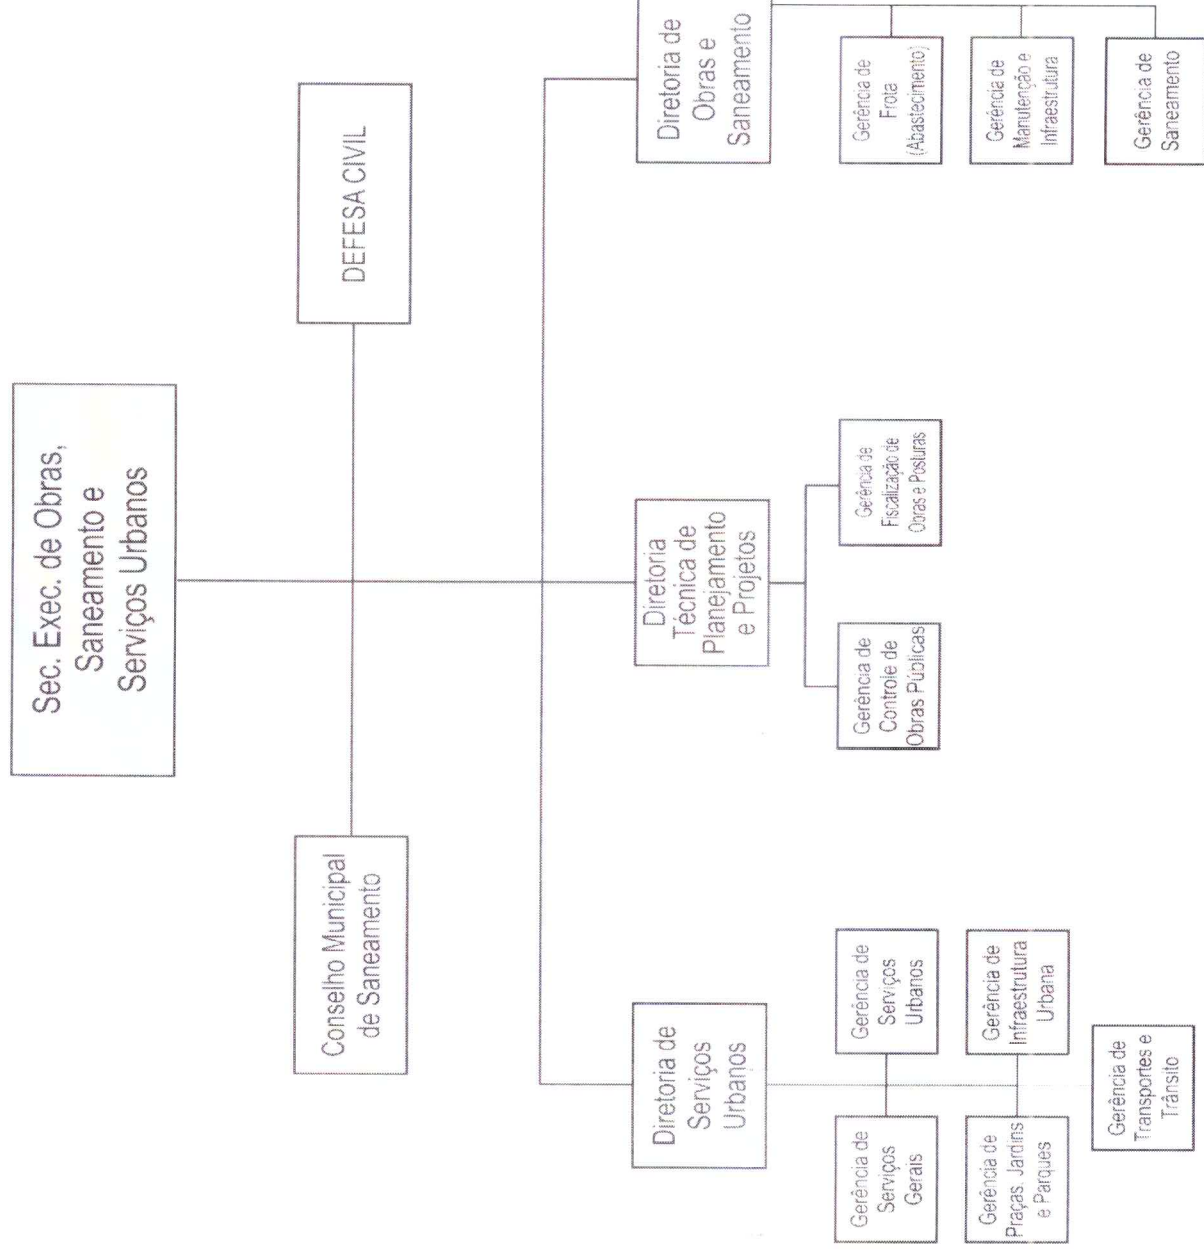 Sec. Exec. de Obras,
Saneamento e
Serviços Urbanos
Conselho Municipal
de Saneamento
DEFESA CIVIL
Diretoria de
Serviços
Urbanos
Diretoria
Técnica de
Planejamento
e Projetos
Diretoria de
Obras e
Saneamento
Gerência de
Serviços
Gerais
Gerência de
Serviços
Urbanos
Gerência de
Praças, Jardins
e Parques
Gerência de
Infraestrutura
Urbana
Gerência de
Transportes e
Trânsito
Gerência de
Controle de
Obras Públicas
Gerência de
Fiscalização de
Obras e Posturas
Gerência de
Frota
(Abastecimento)
Gerência de
Manutenção e
Infraestrutura
Gerência de
Saneamento